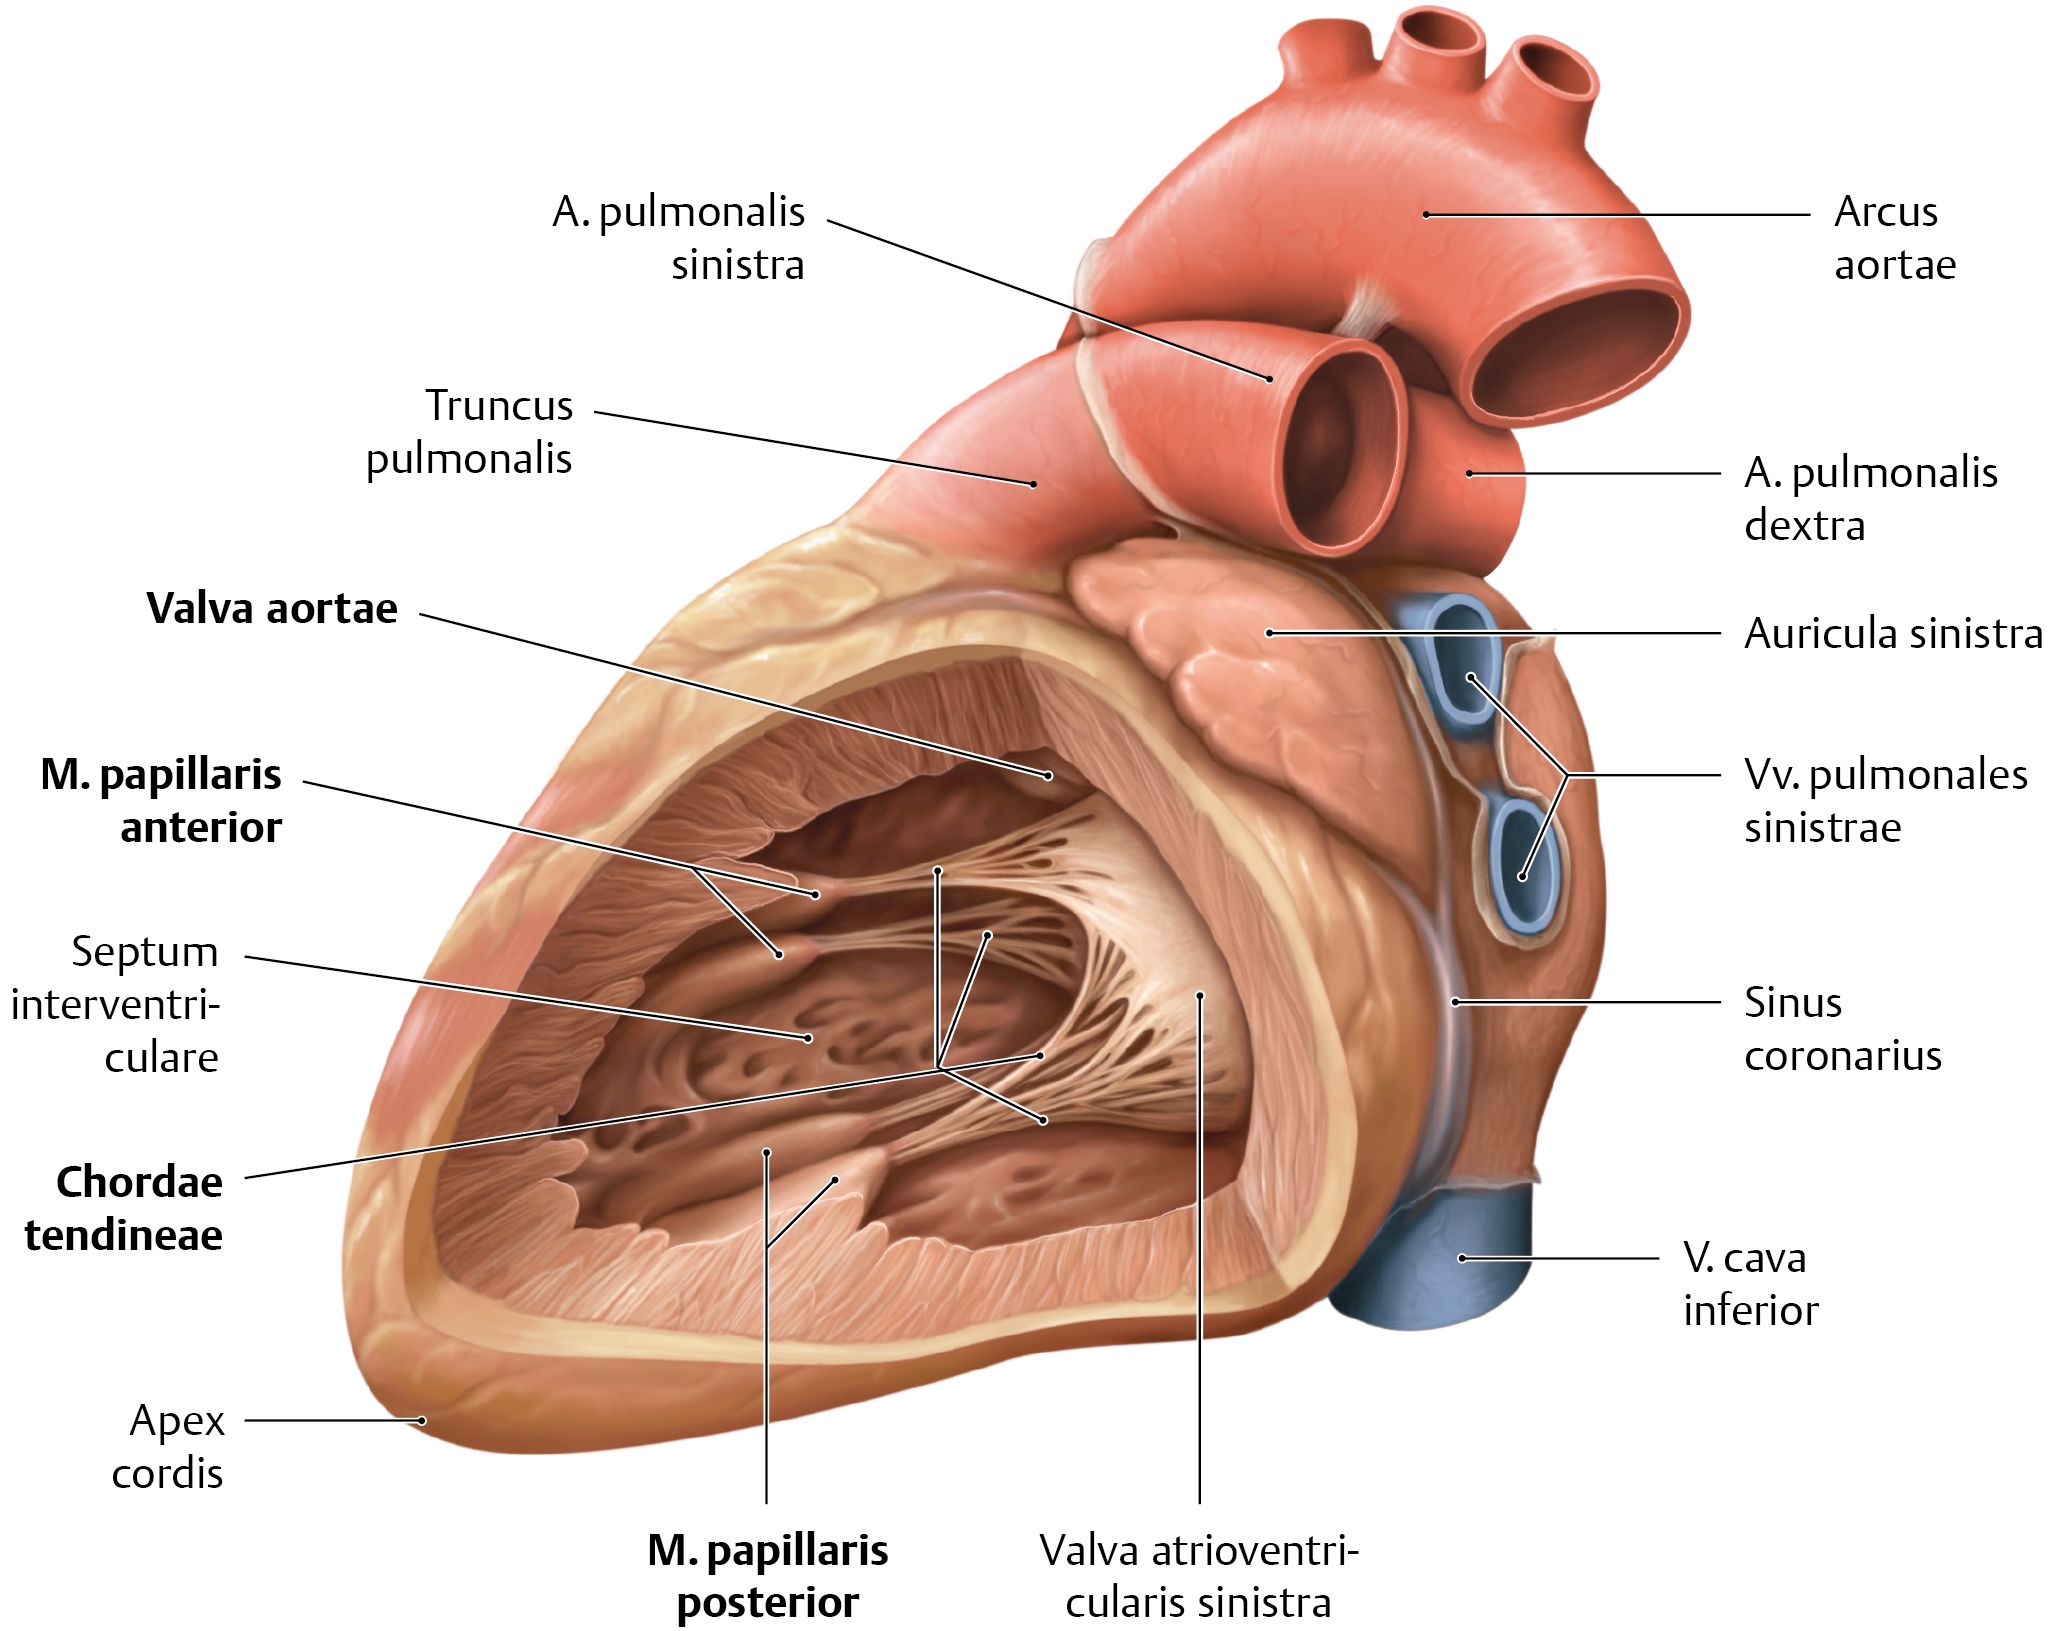 A. pulmonalis
sinistra
Arcus
aortae
Truncus
pulmonalis
A. pulmonalis
dextra
Valva aortae
Auricula sinistra
M. papillaris
anterior
Vv. pulmonales
sinistrae
Septum
interventri-
culare
Sinus
coronarius
Chordae
tendineae
V. cava
inferior
Apex
cordis
M. papillaris
posterior
Valva atrioventri-
cularis sinistra